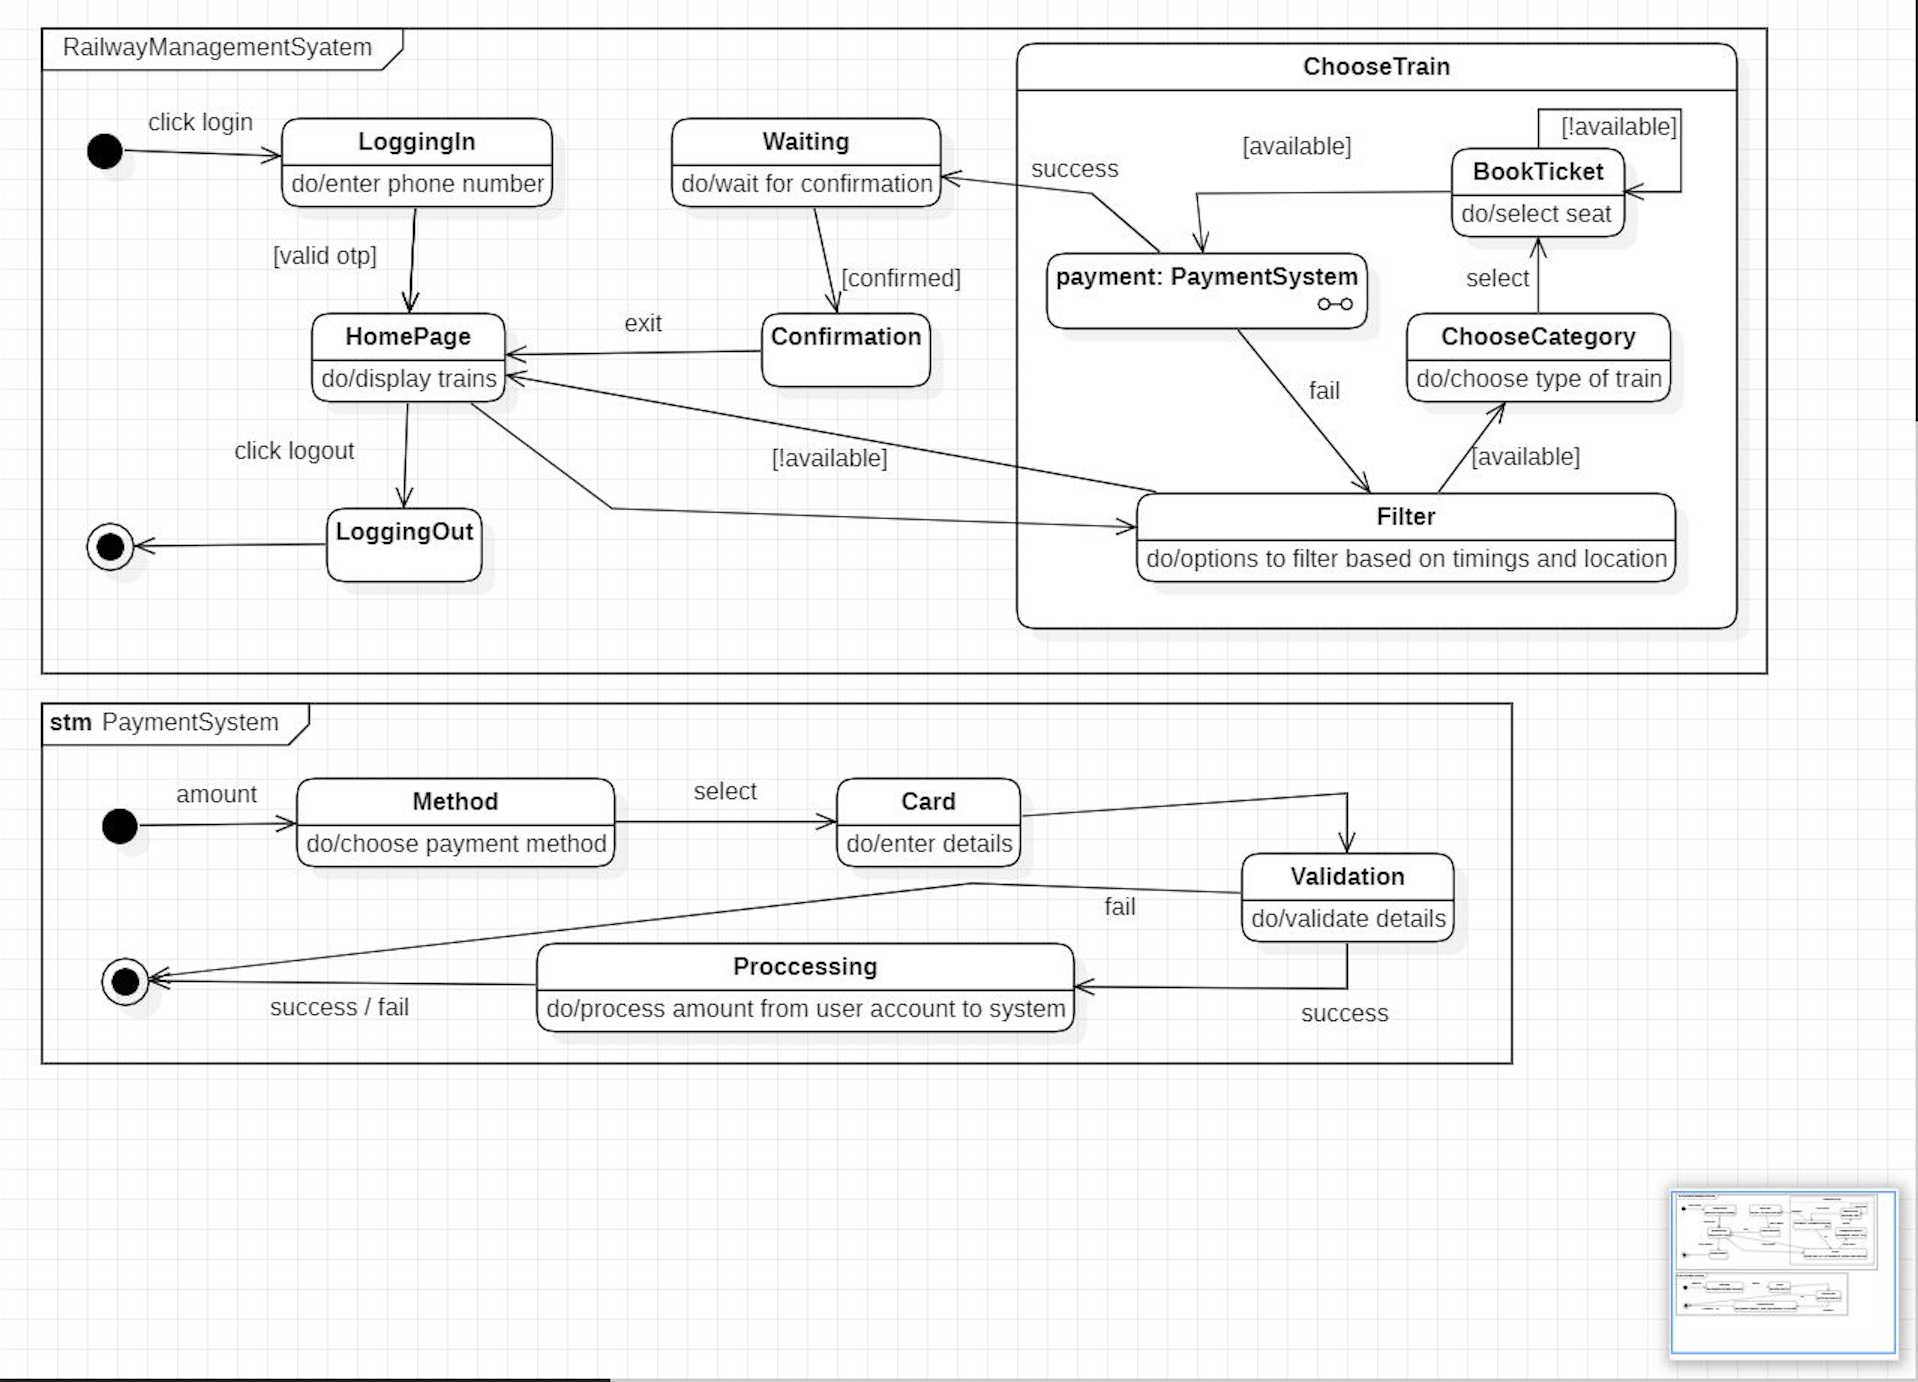 RailwayManagementSyatem
ChooseTrain
click login
LoggingIn
do/enter phone number
Waiting
do/wait for confirmation
success
[available]
[!available]
BookTicket
do/select seat
[valid otp]
[confirmed]
payment: PaymentSystem
select
HomePage
do/display trains
exit
Confirmation
ChooseCategory
do/choose type of train
fail
click logout
[!available]
[available]
LoggingOut
Filter
do/options to filter based on timings and location
stm PaymentSystem
amount
Method
do/choose payment method
select
Card
do/enter details
Validation
do/validate details
fail
Proccessing
do/process amount from user account to system
success / fail
success